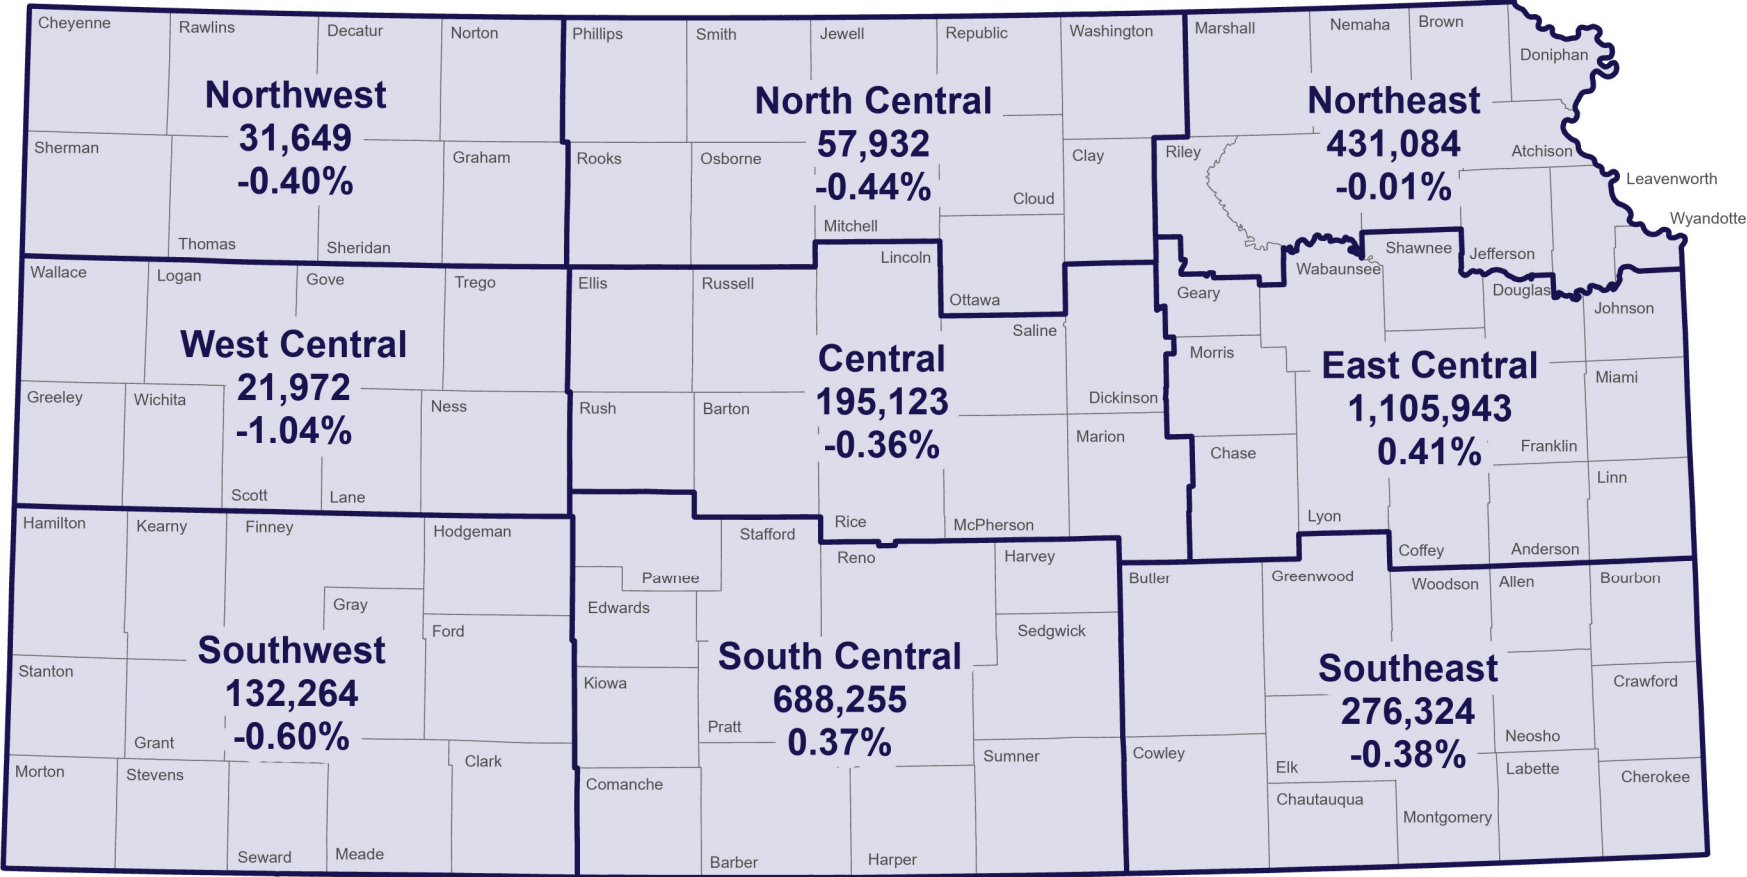 Cheyenne
Rawlins
Decatur
Norton
Phillips
Smith
Jewell
Republic
Washington
Marshall
Nemaha
Brown
Doniphan
Northwest
31,649
-0.40%
North Central
57,932
-0.44%
Northeast
431,084
-0.01%
Sherman
Graham
Rooks
Osborne
Clay
Riley
Atchison
Leavenworth
Cloud
Wyandotte
Thomas
Sheridan
Mitchell
Lincoln
Shawnee
Jefferson
Wabaunsee
Wallace
Logan
Gove
Trego
Ellis
Russell
Ottawa
Geary
Douglas
Johnson
Saline
West Central
21,972
-1.04%
Central
195,123
-0.36%
East Central
1,105,943
0.41%
Morris
Miami
Greeley
Wichita
Ness
Rush
Barton
Dickinson
Marion
Chase
Franklin
Linn
Scott
Lane
Rice
McPherson
Lyon
Coffey
Anderson
Hamilton
Kearny
Finney
Hodgeman
Stafford
Reno
Harvey
Pawnee
Butler
Greenwood
Woodson
Allen
Bourbon
Gray
Edwards
Ford
Sedgwick
Southwest
132,264
-0.60%
South Central
688,255
0.37%
Southeast
276,324
-0.38%
Stanton
Kiowa
Crawford
Pratt
Neosho
Grant
Clark
Sumner
Cowley
Elk
Labette
Cherokee
Morton
Stevens
Comanche
Chautauqua
Montgomery
Seward
Meade
Barber
Harper